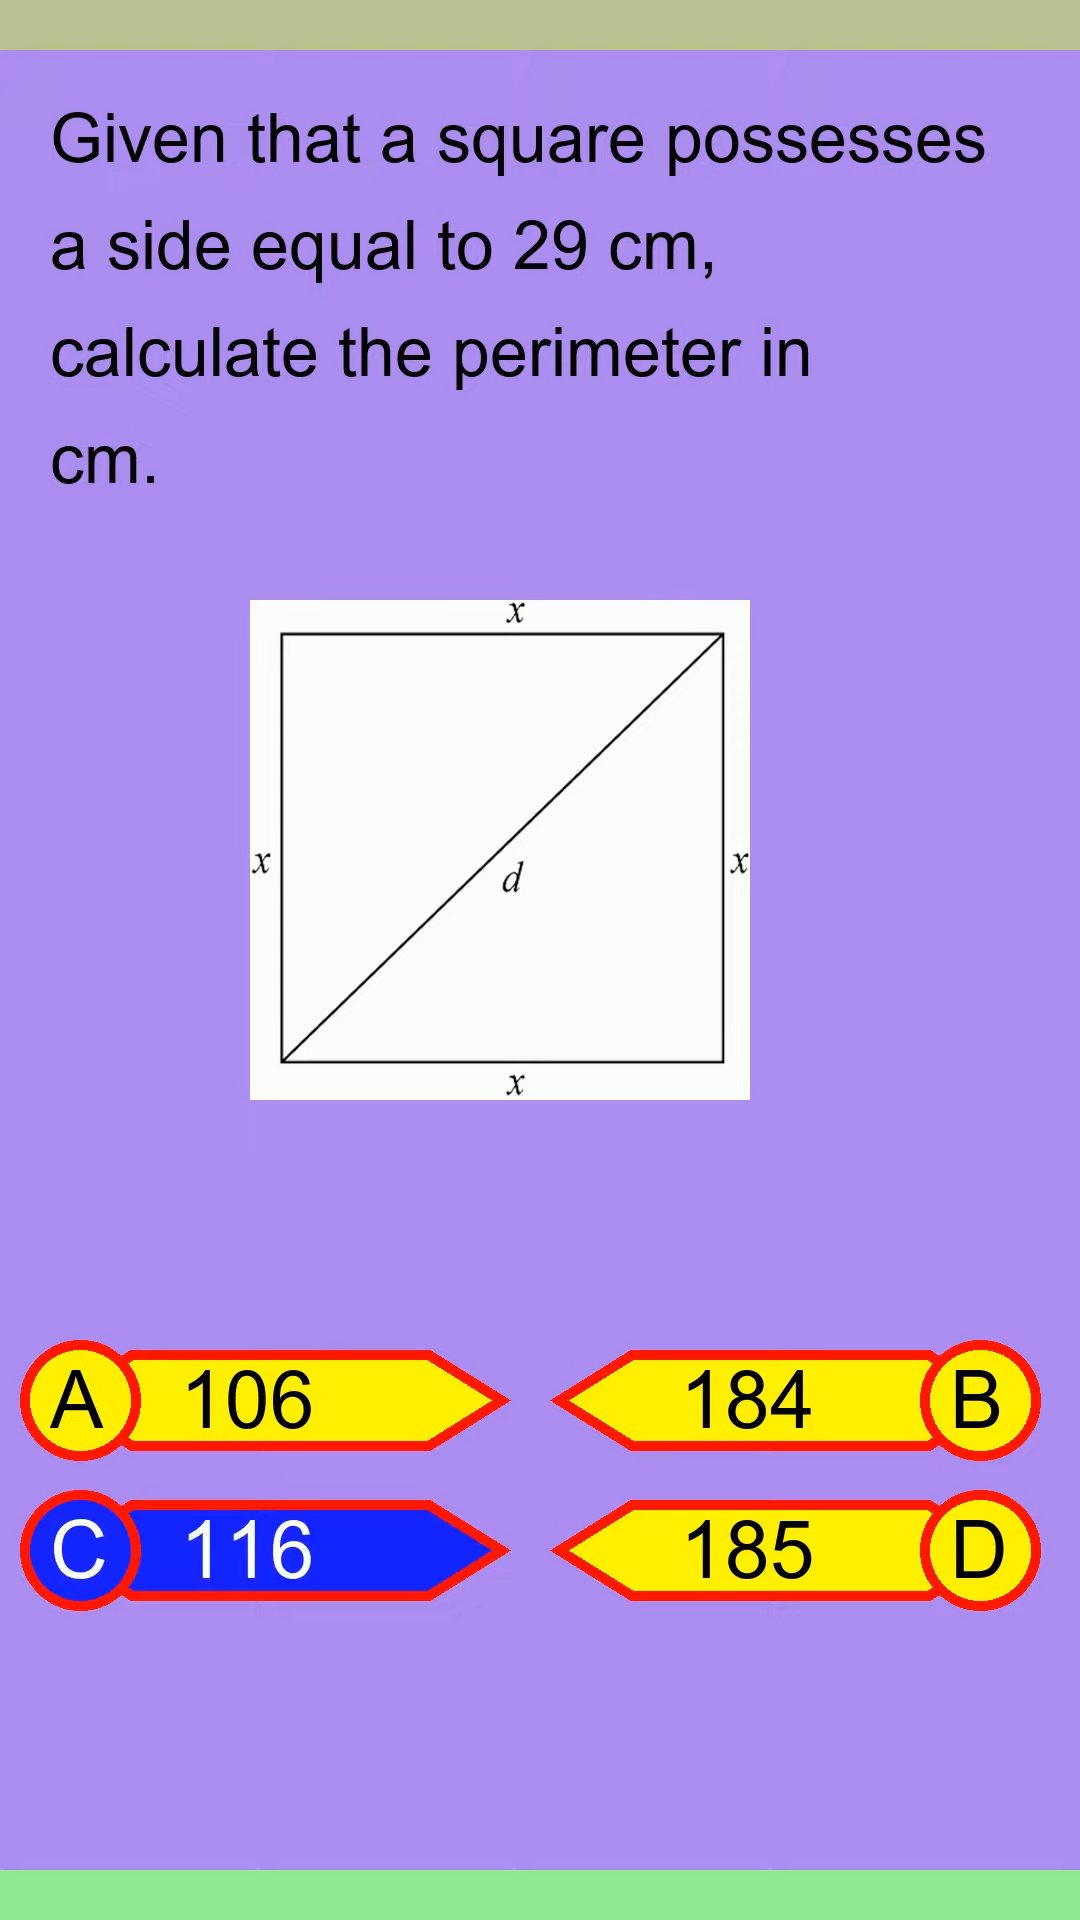 Given that a square possesses
a side equal to 29 cm,
calculate the perimeter in
cm.
x
x
d
x
x
A 106
184 B
C 116
185 D